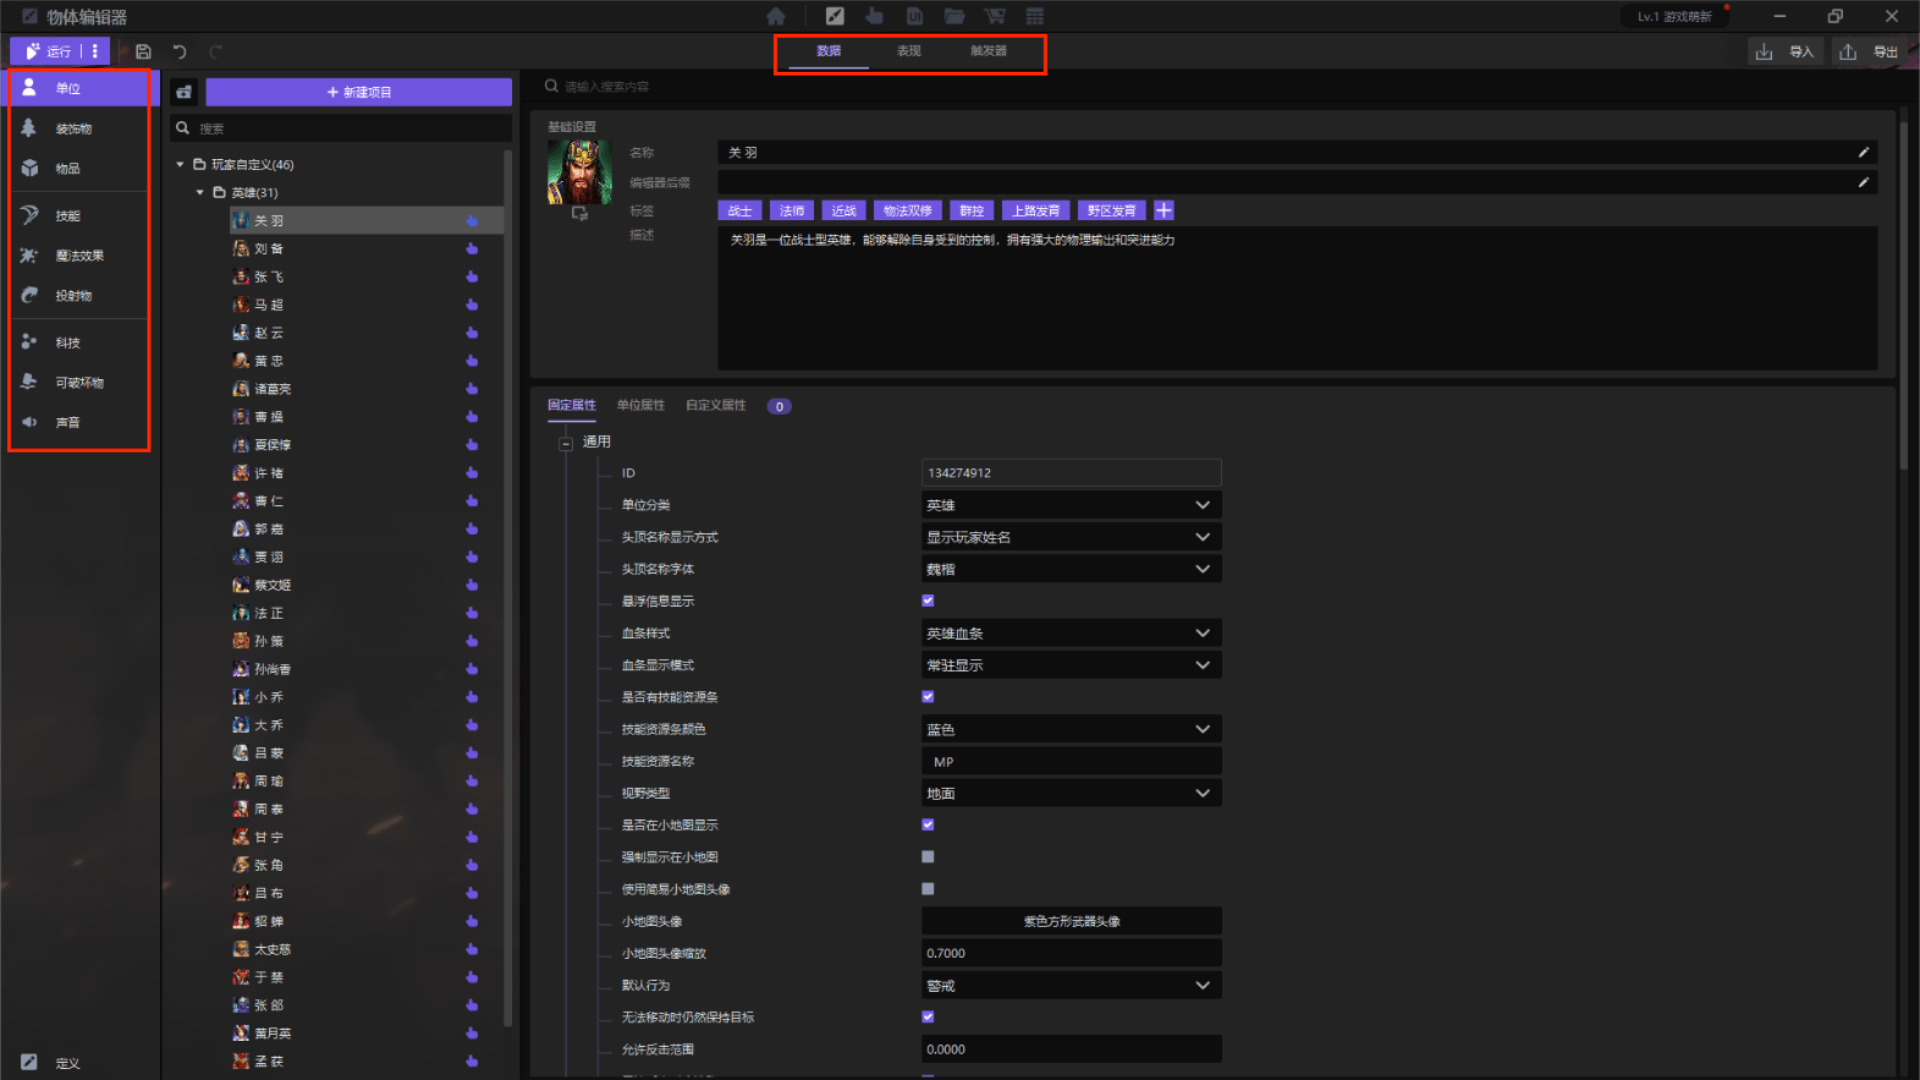 物体编辑器
Lv.1 游戏萌新
运行
数据 表现 触发器
导入 导出
单位
装饰物
物品
技能
魔法效果
投射物
科技
可破坏物
声音
定义
+ 新建项目
搜索
玩家自定义(46)
英雄(31)
关 羽
刘 备
张 飞
马 超
赵 云
黄 忠
诸葛亮
曹 操
夏侯惇
许 褚
曹 仁
郭 嘉
贾 诩
蔡文姬
法 正
孙 策
孙尚香
小 乔
大 乔
吕 蒙
周 瑜
周 泰
甘 宁
张 角
吕 布
貂 蝉
太史慈
于 禁
张 郃
黄月英
孟 获
请输入搜索内容
基础设置
名称 关 羽
编辑器后缀
标签 战士 法师 近战 物法双修 群控 上路发育 野区发育 +
描述 关羽是一位战士型英雄，能够解除自身受到的控制，拥有强大的物理输出和突进能力
固定属性 单位属性 自定义属性 0
通用
ID 134274912
单位分类 英雄
头顶名称显示方式 显示玩家姓名
头顶名称字体 魏楷
悬浮信息显示
血条样式 英雄血条
血条显示模式 常驻显示
是否有技能资源条
技能资源条颜色 蓝色
技能资源名称 MP
视野类型 地面
是否在小地图显示
强制显示在小地图
使用简易小地图头像
小地图头像 紫色方形武器头像
小地图头像缩放 0.7000
默认行为 警戒
无法移动时仍然保持目标
允许反击范围 0.0000